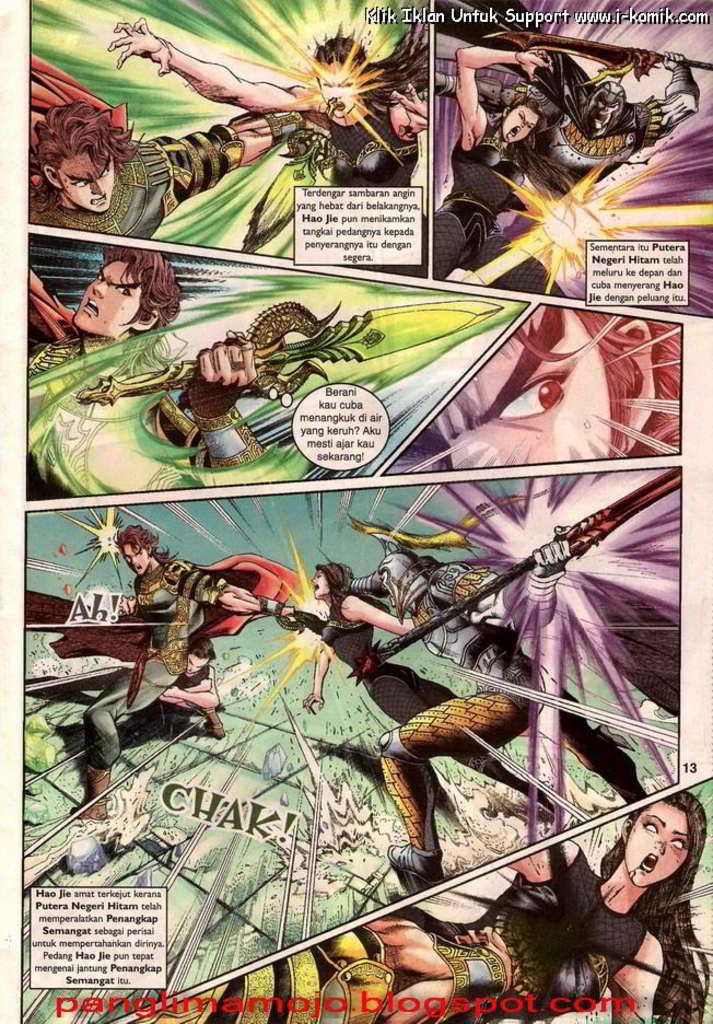 Klik Iklan Untuk Support www.i-komik.com
Terdengar sambaran angin
yang hebat dari belakangnya,
Hao Jie pun menikamkan
tangkai pedangnya kepada
penyerangnya itu dengan
segera.
Sementara itu Putera
Negeri Hitam telah
meluru ke depan dan
cuba menyerang Hao
Jie dengan peluang itu.
Berani
kau cuba
menangkuk di air
yang keruh? Aku
mesti ajar kau
sekarang!
Ah!
CHAK!
13
Hao Jie amat terkejut kerana
Putera Negeri Hitam telah
memperalatkan Penangkap
Semangat sebagai perisai
untuk mempertahankan dirinya.
Pedang Hao Jie pun tepat
mengenai jantung Penangkap
Semangat itu.
panglimamojo.blogspot.com